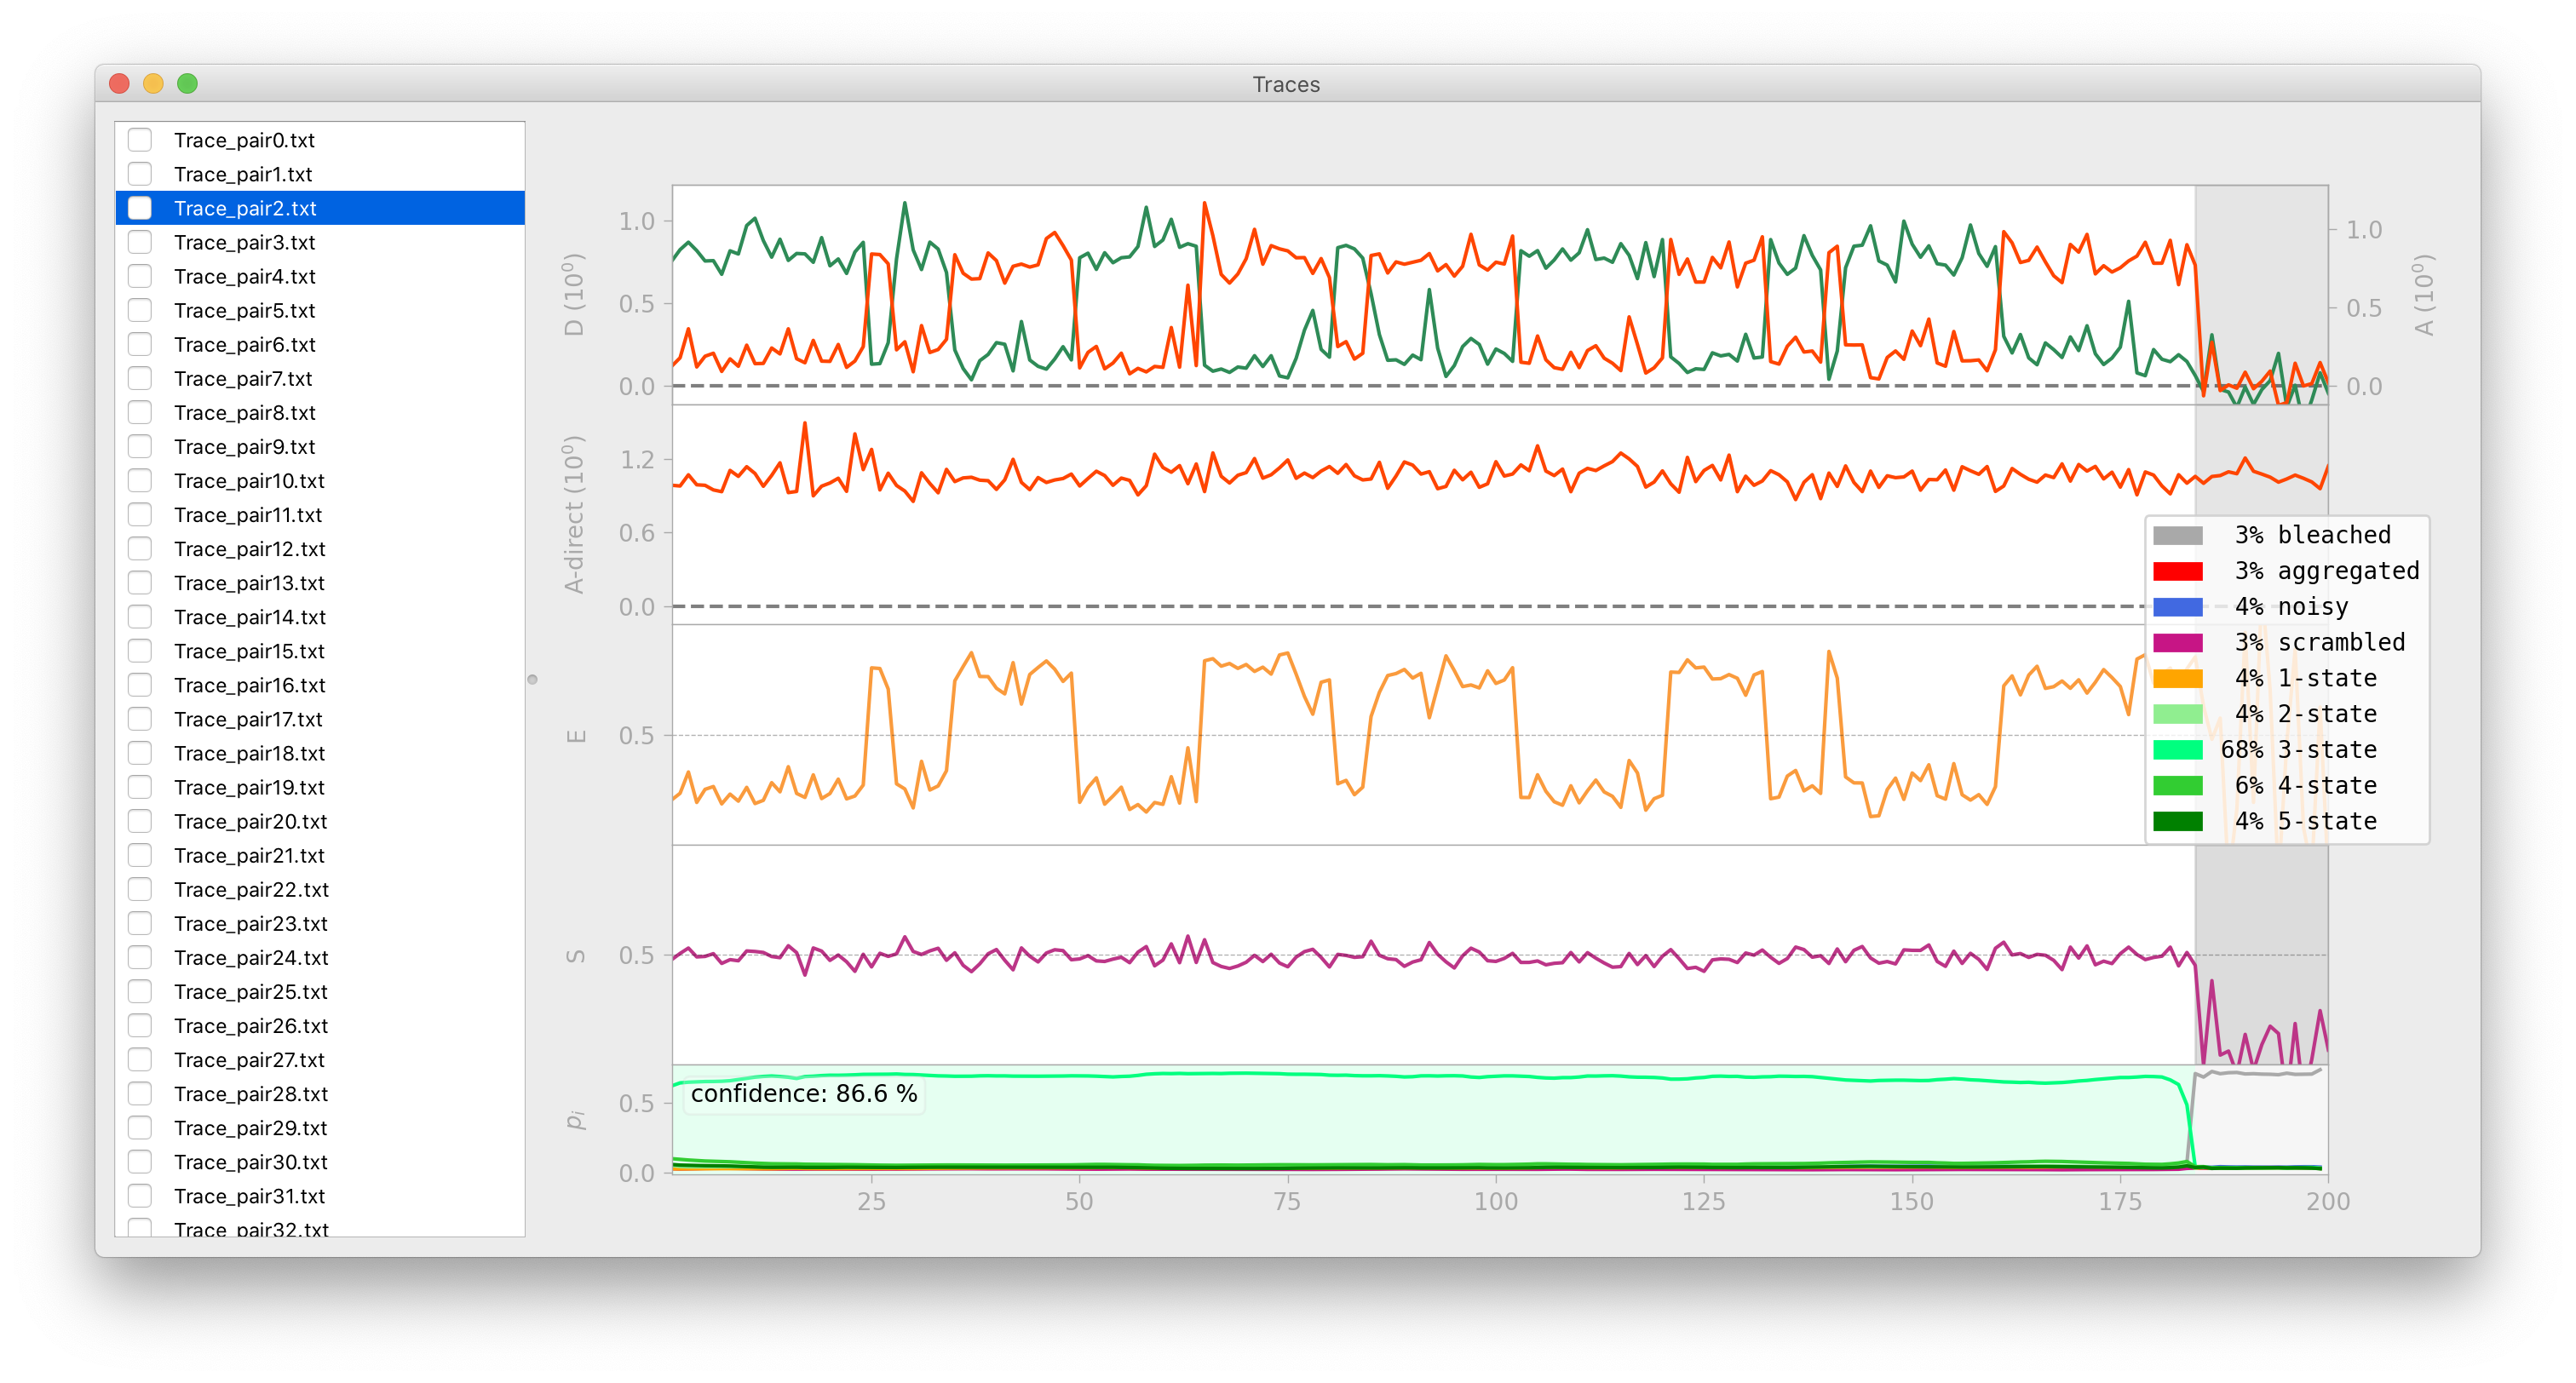 Traces
Trace_pair0.txt
Trace_pair1.txt
Trace_pair2.txt
Trace_pair3.txt
Trace_pair4.txt
Trace_pair5.txt
Trace_pair6.txt
Trace_pair7.txt
Trace_pair8.txt
Trace_pair9.txt
Trace_pair10.txt
Trace_pair11.txt
Trace_pair12.txt
Trace_pair13.txt
Trace_pair14.txt
Trace_pair15.txt
Trace_pair16.txt
Trace_pair17.txt
Trace_pair18.txt
Trace_pair19.txt
Trace_pair20.txt
Trace_pair21.txt
Trace_pair22.txt
Trace_pair23.txt
Trace_pair24.txt
Trace_pair25.txt
Trace_pair26.txt
Trace_pair27.txt
Trace_pair28.txt
Trace_pair29.txt
Trace_pair30.txt
Trace_pair31.txt
Trace_pair32.txt
D (10⁰)
1.0
0.5
0.0
A (10⁰)
1.0
0.5
0.0
A-direct (10⁰)
1.2
0.6
0.0
E
0.5
3% bleached
3% aggregated
4% noisy
3% scrambled
4% 1-state
4% 2-state
68% 3-state
6% 4-state
4% 5-state
S
0.5
pᵢ
0.5
0.0
confidence: 86.6 %
25 50 75 100 125 150 175 200